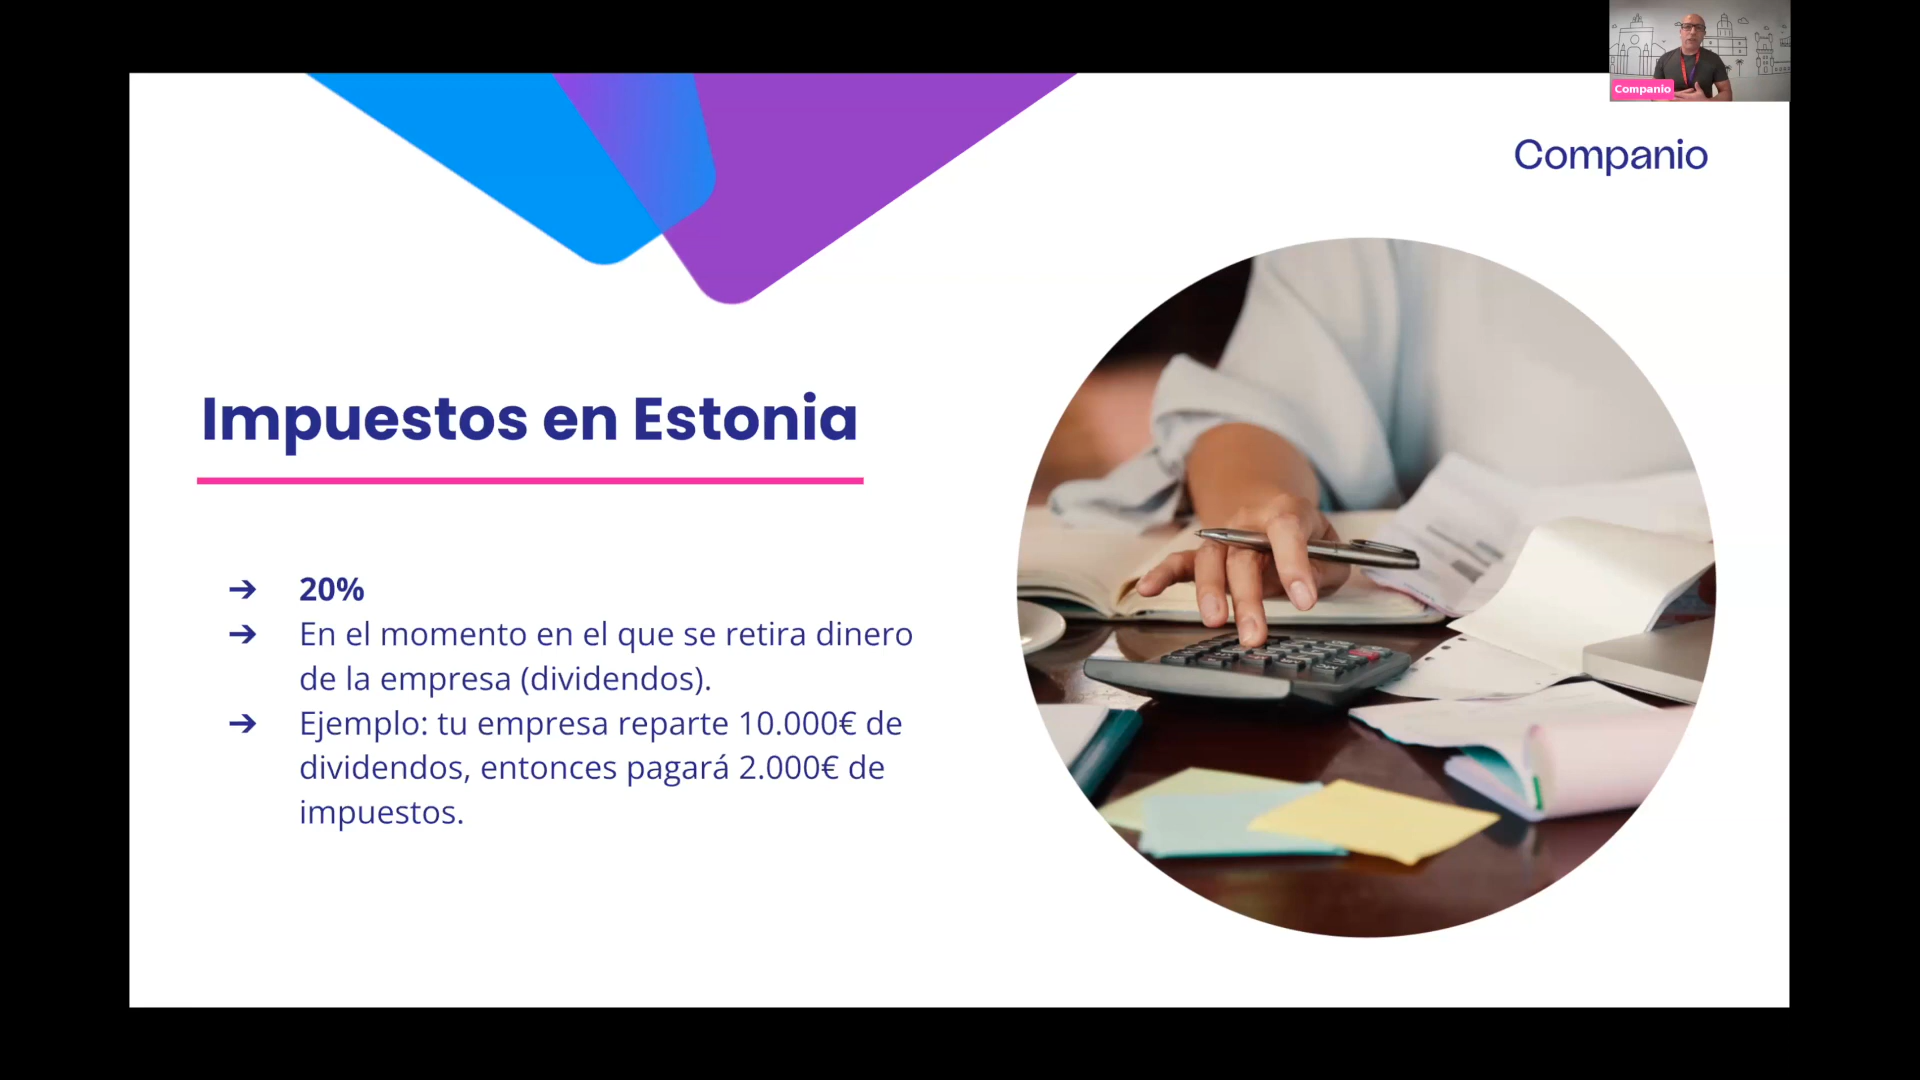 Companio
Companio
Impuestos en Estonia
➔ 20%
➔ En el momento en el que se retira dinero
de la empresa (dividendos).
➔ Ejemplo: tu empresa reparte 10.000€ de
dividendos, entonces pagará 2.000€ de
impuestos.